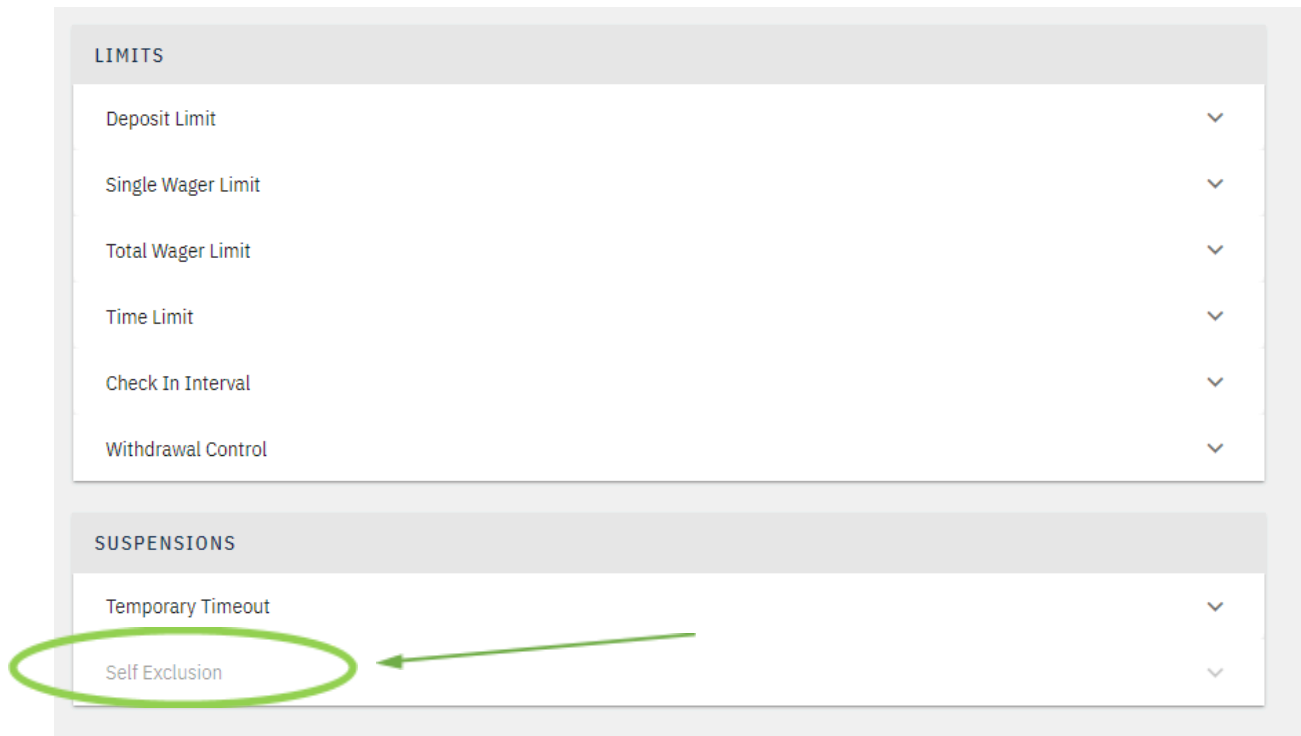 LIMITS
Deposit Limit
Single Wager Limit
Total Wager Limit
Time Limit
Check In Interval
Withdrawal Control
SUSPENSIONS
Temporary Timeout
Self Exclusion